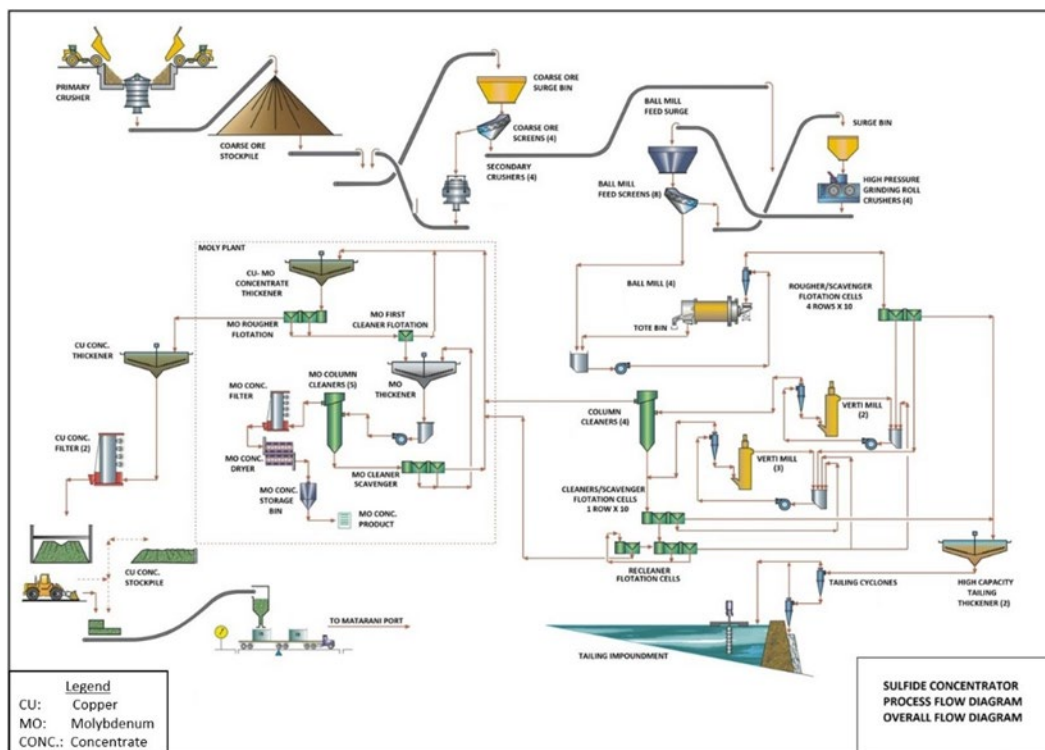 PRIMARY
CRUSHER
COARSE ORE
STOCKPILE
COARSE ORE
SURGE BIN
COARSE ORE
SCREENS (4)
SECONDARY
CRUSHERS (4)
BALL MILL
FEED SURGE
BALL MILL
FEED SCREENS (8)
SURGE BIN
HIGH PRESSURE
GRINDING ROLL
CRUSHERS (4)
MOLY PLANT
CU- MO
CONCENTRATE
THICKENER
MO ROUGHER
FLOTATION
MO FIRST
CLEANER FLOTATION
CU CONC.
THICKENER
MO
THICKENER
MO COLUMN
CLEANERS (5)
MO CONC.
FILTER
MO CONC.
DRYER
MO CLEANER
SCAVENGER
MO CONC.
STORAGE
BIN
MO CONC.
PRODUCT
CU CONC.
FILTER (2)
CU CONC.
STOCKPILE
TO MATARANI PORT
BALL MILL (4)
TOTE BIN
ROUGHER/SCAVENGER
FLOTATION CELLS
4 ROWS X 10
COLUMN
CLEANERS (4)
VERTI MILL
(2)
VERTI MILL
(3)
CLEANERS/SCAVENGER
FLOTATION CELLS
1 ROW X 10
RECLEANER
FLOTATION CELLS
TAILING CYCLONES
HIGH CAPACITY
TAILING
THICKENER (2)
TAILING IMPOUNDMENT
Legend
CU: Copper
MO: Molybdenum
CONC.: Concentrate
SULFIDE CONCENTRATOR
PROCESS FLOW DIAGRAM
OVERALL FLOW DIAGRAM